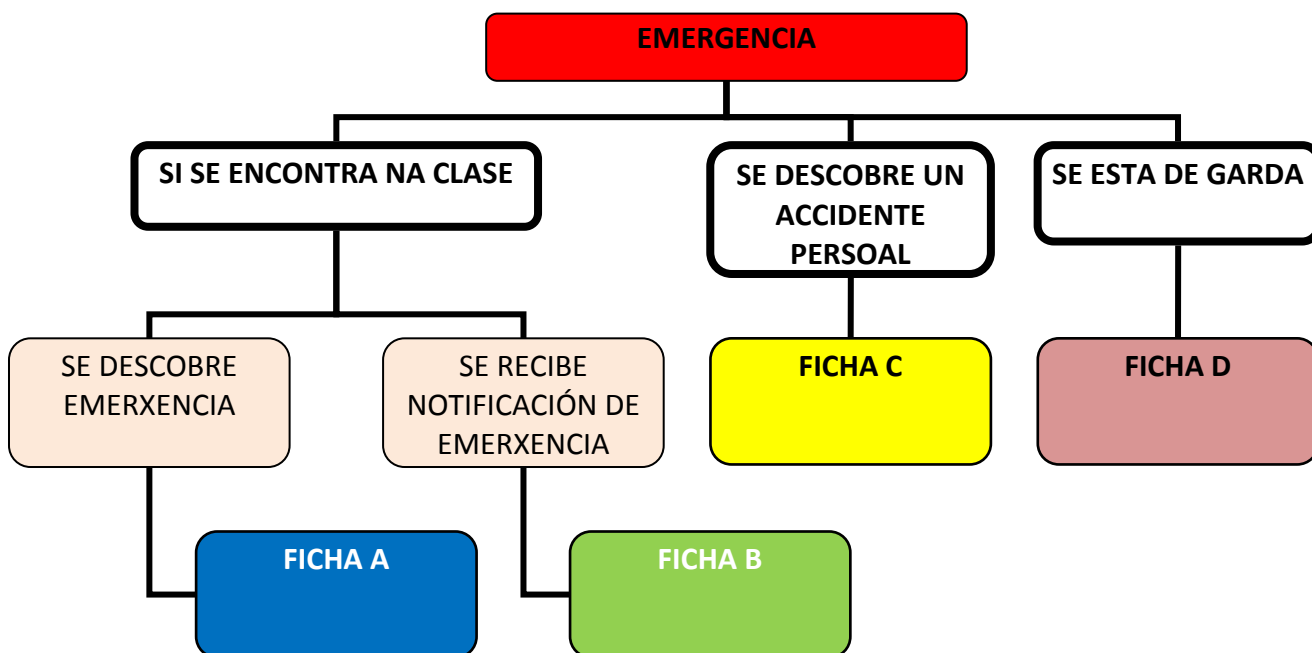 EMERGENCIA
SI SE ENCONTRA NA CLASE
SE DESCOBRE UN
ACCIDENTE
PERSOAL
SE ESTA DE GARDA
SE DESCOBRE
EMERXENCIA
SE RECIBE
NOTIFICACIÓN DE
EMERXENCIA
FICHA C
FICHA D
FICHA A
FICHA B